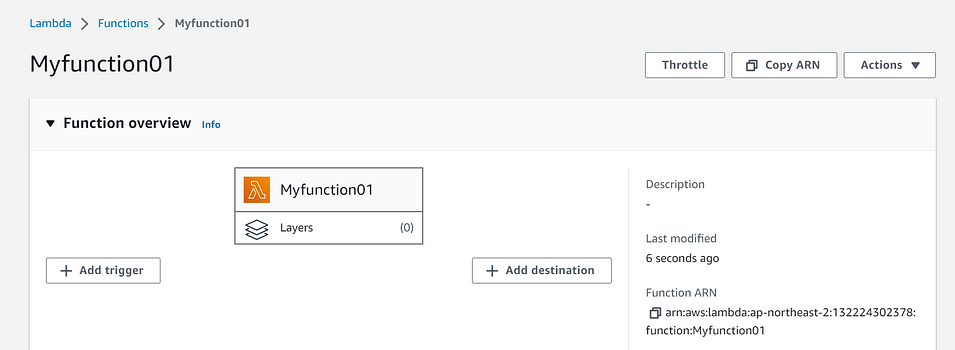 Lambda > Functions > Myfunction01
Myfunction01
Throttle
Copy ARN
Actions
Function overview Info
Myfunction01
Layers (0)
Add trigger
Add destination
Description
-
Last modified
6 seconds ago
Function ARN
arn:aws:lambda:ap-northeast-2:132224302378:
function:Myfunction01